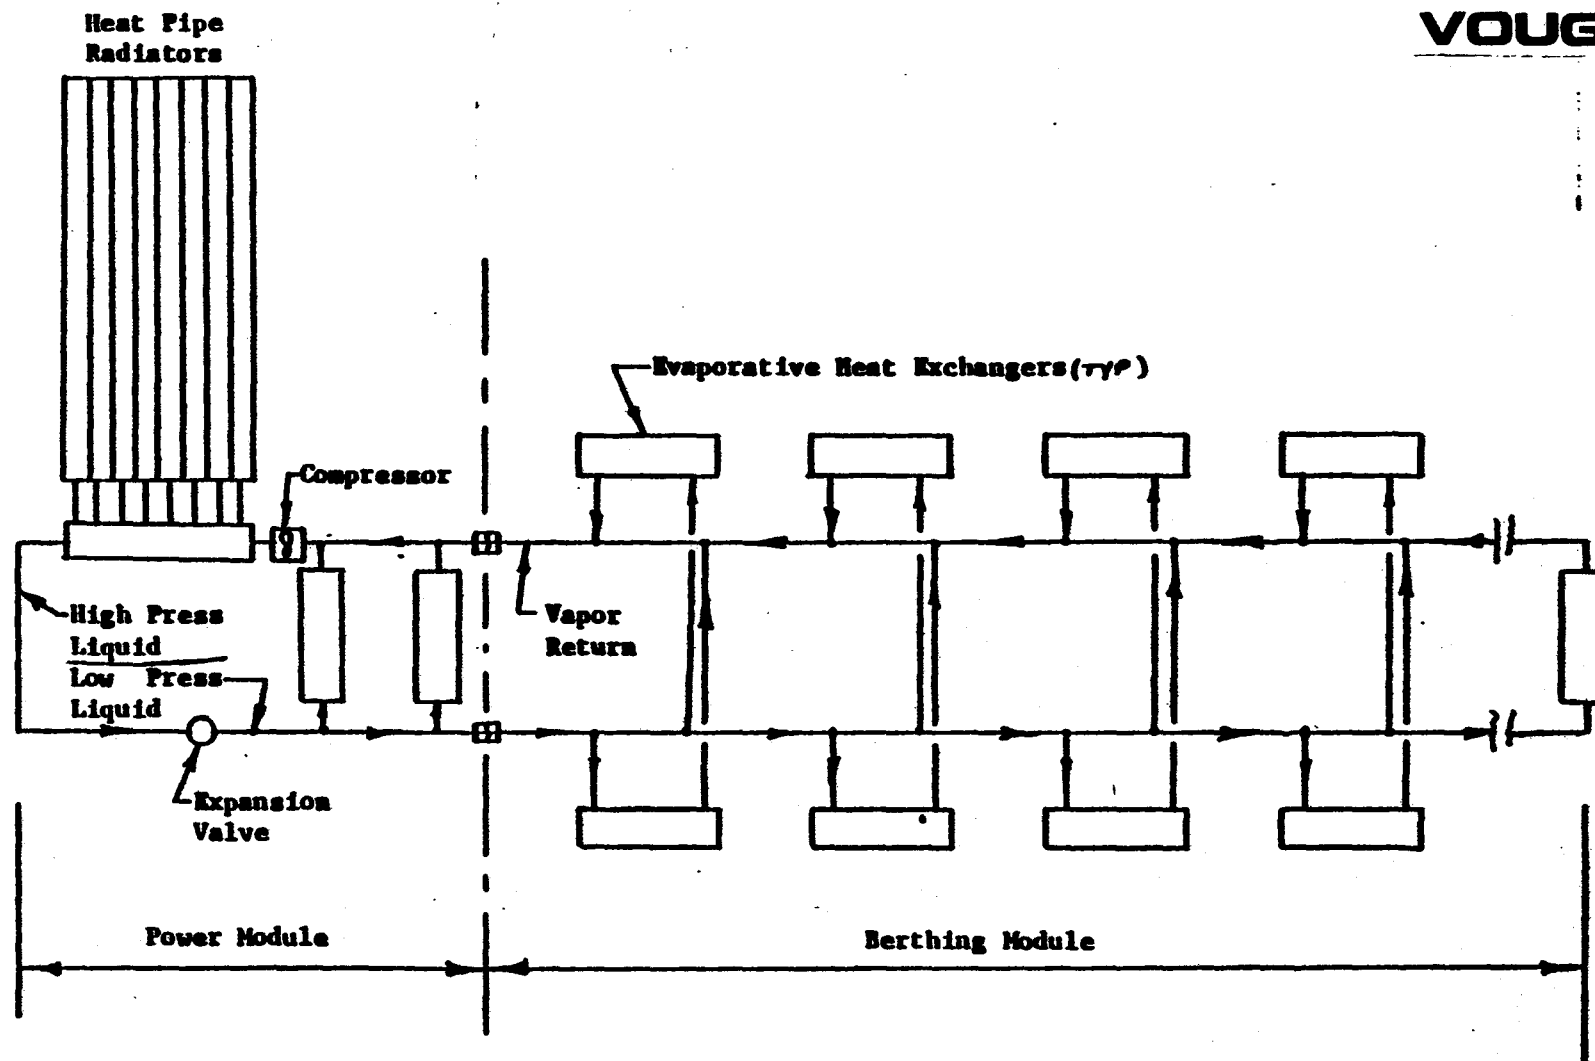 Heat Pipe
Radiators
VOUG
Evaporative Heat Exchangers (TYP)
Compressor
High Press
Liquid
Low Press
Liquid
Vapor
Return
Expansion
Valve
Power Module
Berthing Module